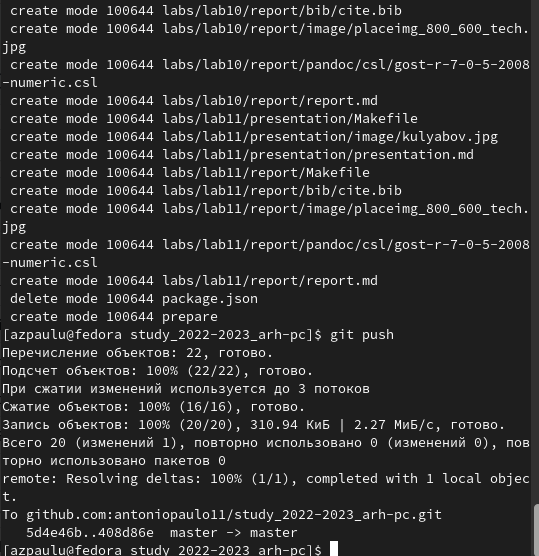 create mode 100644 labs/lab10/report/bib/cite.bib
create mode 100644 labs/lab10/report/image/placeimg_800_600_tech.
jpg
create mode 100644 labs/lab10/report/pandoc/csl/gost-r-7-0-5-2008
-numeric.csl
create mode 100644 labs/lab10/report/report.md
create mode 100644 labs/lab11/presentation/Makefile
create mode 100644 labs/lab11/presentation/image/kulyabov.jpg
create mode 100644 labs/lab11/presentation/presentation.md
create mode 100644 labs/lab11/report/Makefile
create mode 100644 labs/lab11/report/bib/cite.bib
create mode 100644 labs/lab11/report/image/placeimg_800_600_tech.
jpg
create mode 100644 labs/lab11/report/pandoc/csl/gost-r-7-0-5-2008
-numeric.csl
create mode 100644 labs/lab11/report/report.md
delete mode 100644 package.json
create mode 100644 prepare
[azpaulu@fedora study_2022-2023_arh-pc]$ git push
Перечисление объектов: 22, готово.
Подсчет объектов: 100% (22/22), готово.
При сжатии изменений используется до 3 потоков
Сжатие объектов: 100% (16/16), готово.
Запись объектов: 100% (20/20), 310.94 КиБ | 2.27 МиБ/с, готово.
Всего 20 (изменений 1), повторно использовано 0 (изменений 0), пов
торно использовано пакетов 0
remote: Resolving deltas: 100% (1/1), completed with 1 local objec
t.
To github.com:antoniopaulo11/study_2022-2023_arh-pc.git
5d4e46b..408d86e  master -> master
[azpaulu@fedora study_2022-2023_arh-pc]$